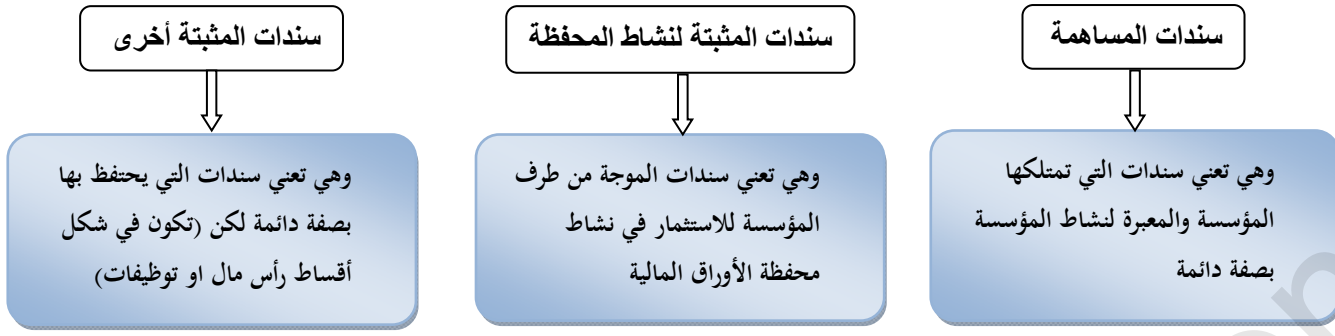 سندات المساهمة
وهي تعني سندات التي تمتلكها
المؤسسة والمعبرة لنشاط المؤسسة
بصفة دائمة
سندات المثبتة لنشاط المحفظة
وهي تعني سندات الموجة من طرف
المؤسسة للاستثمار في نشاط
محفظة الأوراق المالية
سندات المثبتة أخرى
وهي تعني سندات التي يحتفظ بها
بصفة دائمة لكن (تكون في شكل
أقساط رأس مال او توظيفات)